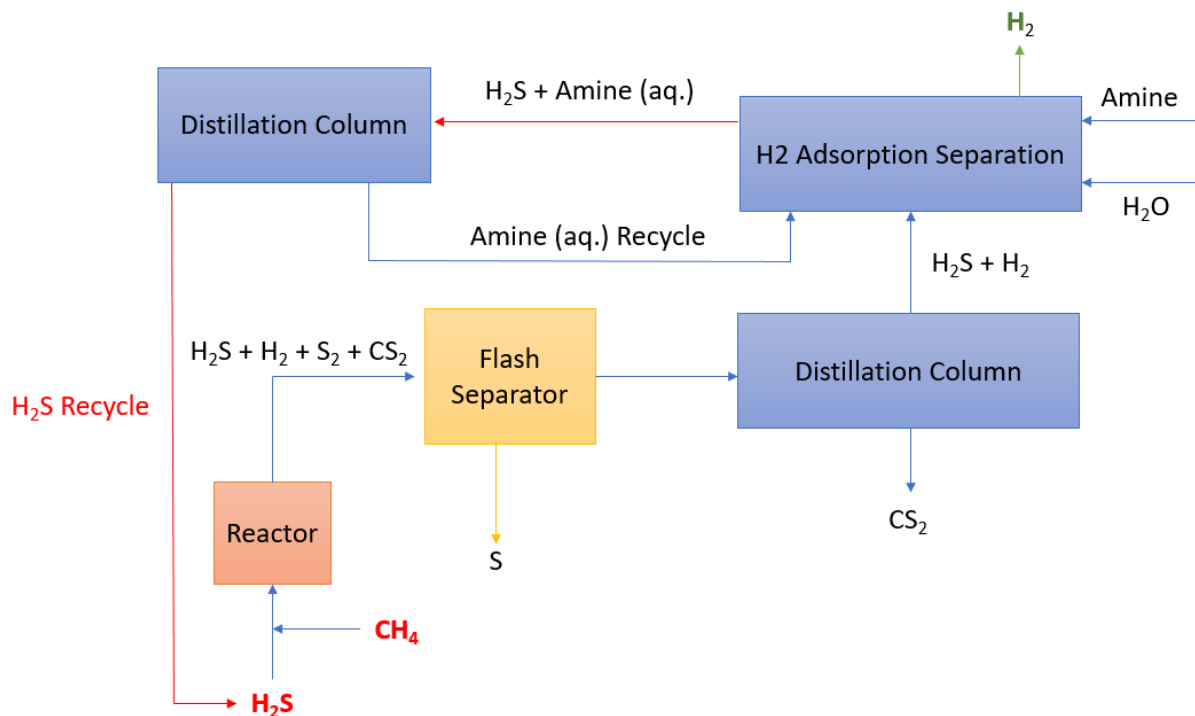 H₂
Distillation Column
H₂S + Amine (aq.)
H2 Adsorption Separation
Amine
H₂O
Amine (aq.) Recycle
H₂S + H₂
H₂S + H₂ + S₂ + CS₂
Flash
Separator
Distillation Column
H₂S Recycle
Reactor
S
CS₂
CH₄
H₂S